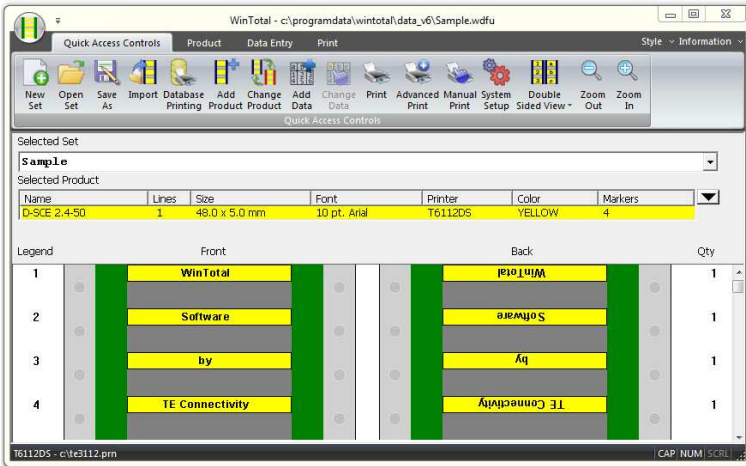 WinTotal - c:\programdata\wintotal\data_v6\Sample.wdfu
Quick Access Controls Product Data Entry Print Style Information
New Set Open Set Save As Import Database Printing Add Product Change Product Add Data Change Data Print Advanced Print Manual Print System Setup Double Sided View Zoom Out Zoom In
Quick Access Controls
Selected Set
Sample
Selected Product
Name Lines Size Font Printer Color Markers
D-SCE 2.4-50 1 48.0 x 5.0 mm 10 pt. Arial T6112DS YELLOW 4
Legend Front Back Qty
1 WinTotal WinTotal 1
2 Software Software 1
3 by by 1
4 TE Connectivity TE Connectivity 1
T6112DS - c:\te3112.prn CAP NUM SCRL